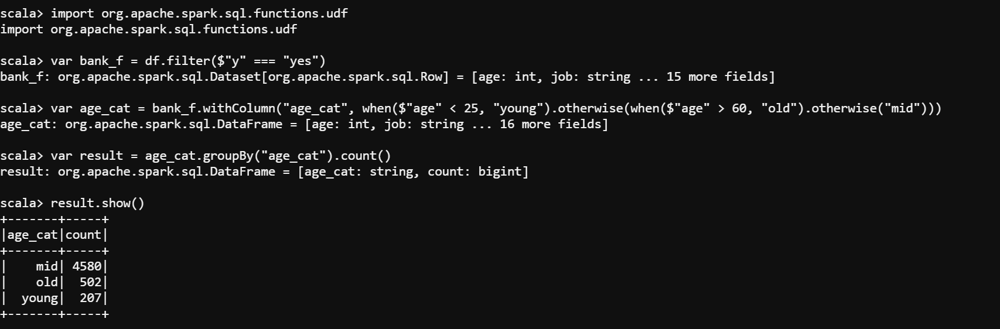 scala> import org.apache.spark.sql.functions.udf
import org.apache.spark.sql.functions.udf
scala> var bank_f = df.filter($"y" === "yes")
bank_f: org.apache.spark.sql.Dataset[org.apache.spark.sql.Row] = [age: int, job: string ... 15 more fields]
scala> var age_cat = bank_f.withColumn("age_cat", when($"age" < 25, "young").otherwise(when($"age" > 60, "old").otherwise("mid")))
age_cat: org.apache.spark.sql.DataFrame = [age: int, job: string ... 16 more fields]
scala> var result = age_cat.groupBy("age_cat").count()
result: org.apache.spark.sql.DataFrame = [age_cat: string, count: bigint]
scala> result.show()
+-------+-----+
|age_cat|count|
+-------+-----+
|    mid| 4580|
|    old|  502|
|  young|  207|
+-------+-----+